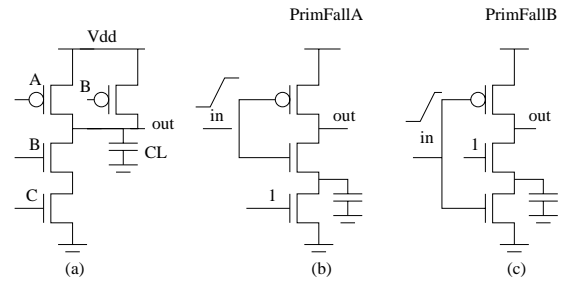 PrimFallA
PrimFallB
Vdd
A
B
out
in
out
in
out
B
CL
1
C
1
(a)
(b)
(c)